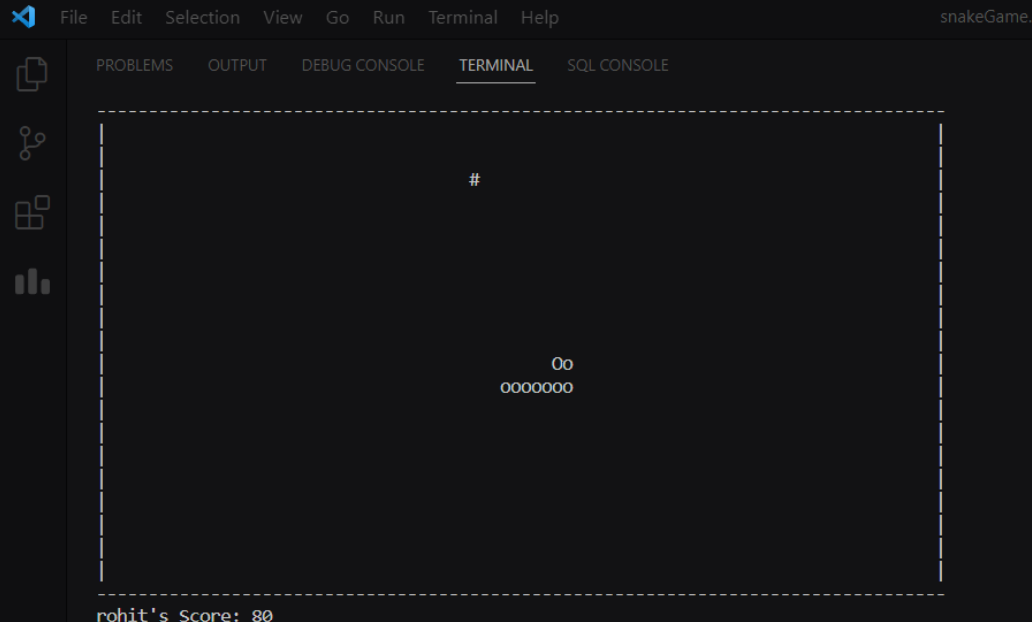 File Edit Selection View Go Run Terminal Help snakeGame.
PROBLEMS OUTPUT DEBUG CONSOLE TERMINAL SQL CONSOLE
#
Oo
ooooooo
rohit's Score: 80